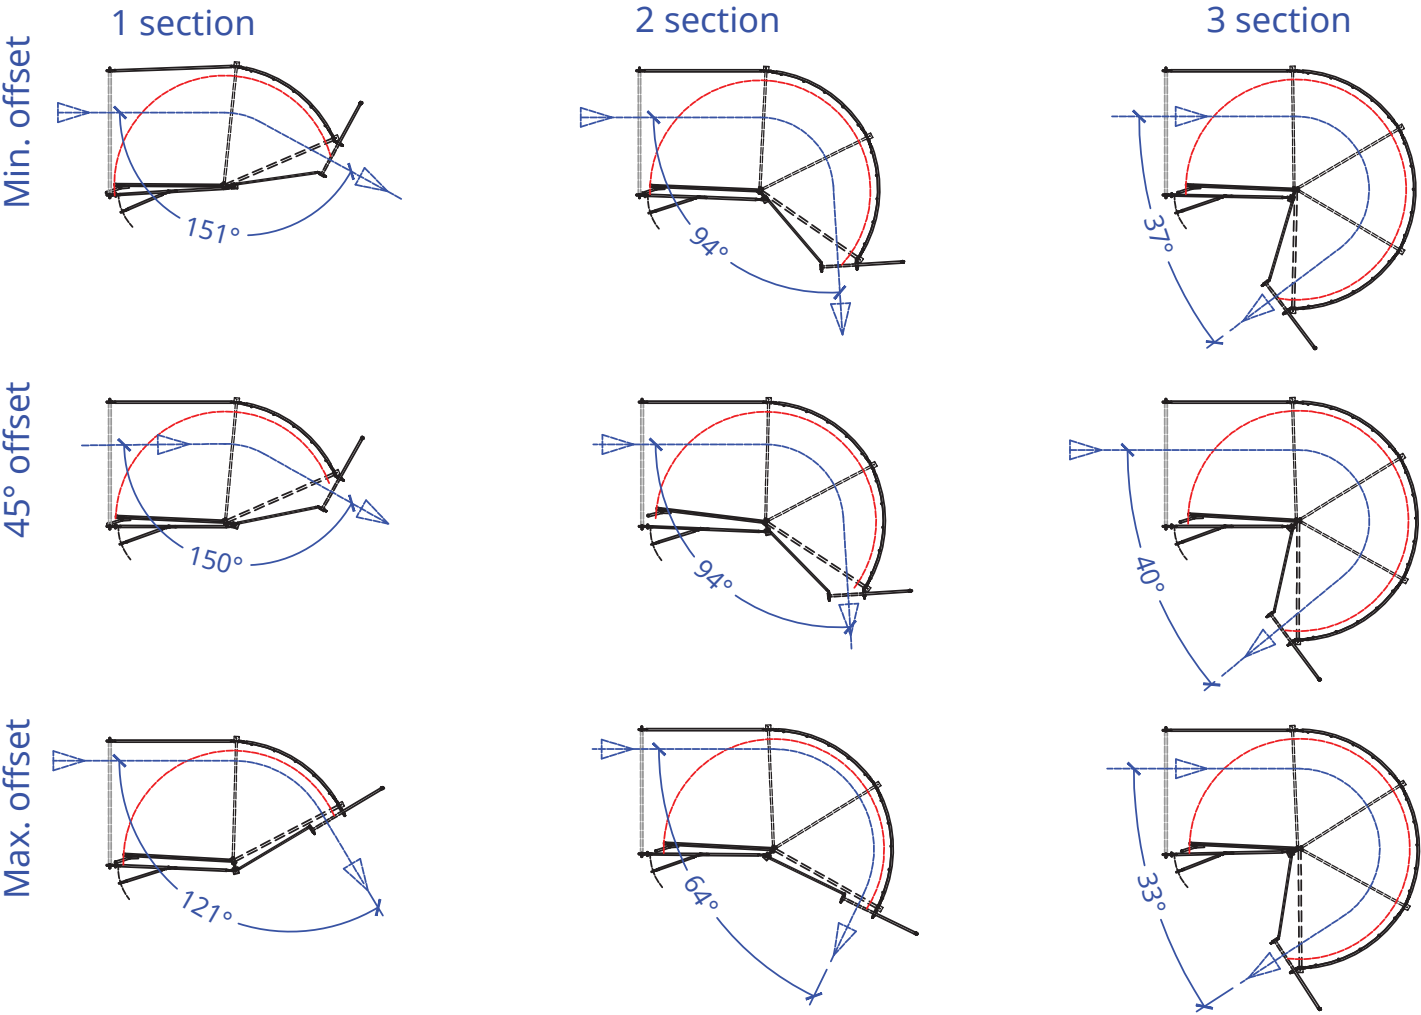 1 section
2 section
3 section
Min. offset
151°
94°
37°
45° offset
150°
94°
40°
Max. offset
121°
64°
33°